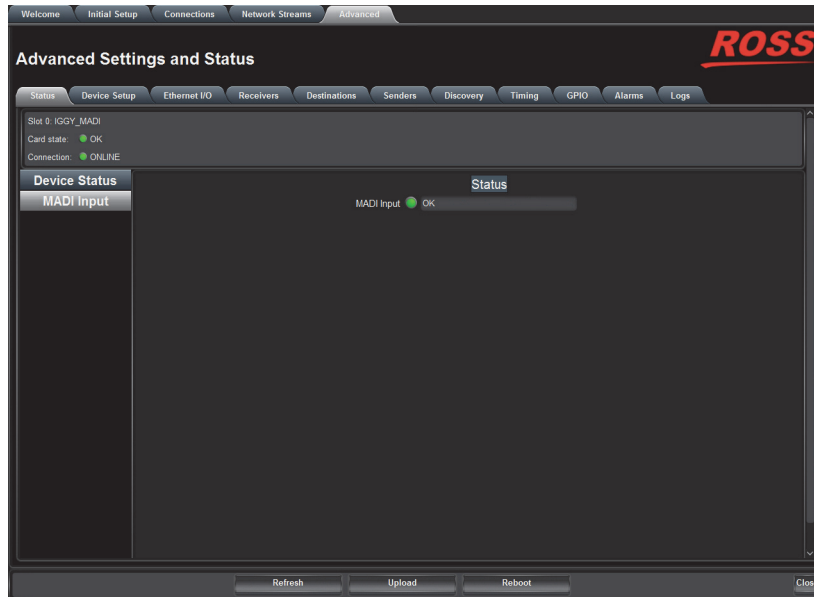 Welcome Initial Setup Connections Network Streams Advanced
ROSS
Advanced Settings and Status
Status Device Setup Ethernet I/O Receivers Destinations Senders Discovery Timing GPIO Alarms Logs
Slot 0: IGGY_MADI
Card state: OK
Connection: ONLINE
Device Status
MADI Input
Status
MADI Input OK
Refresh Upload Reboot Clos